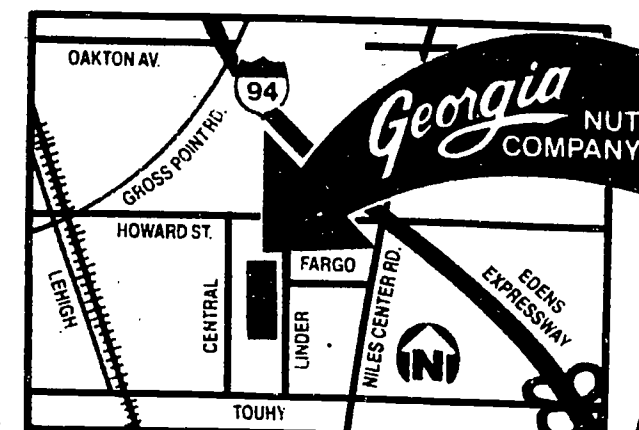 OAKTON AV.
94
Georgia
NUT
COMPANY
GROSS POINT RD.
HOWARD ST.
LEHIGH
CENTRAL
FARGO
LINDER
NILES CENTER RD.
EDENS
EXPRESSWAY
N
TOUHY